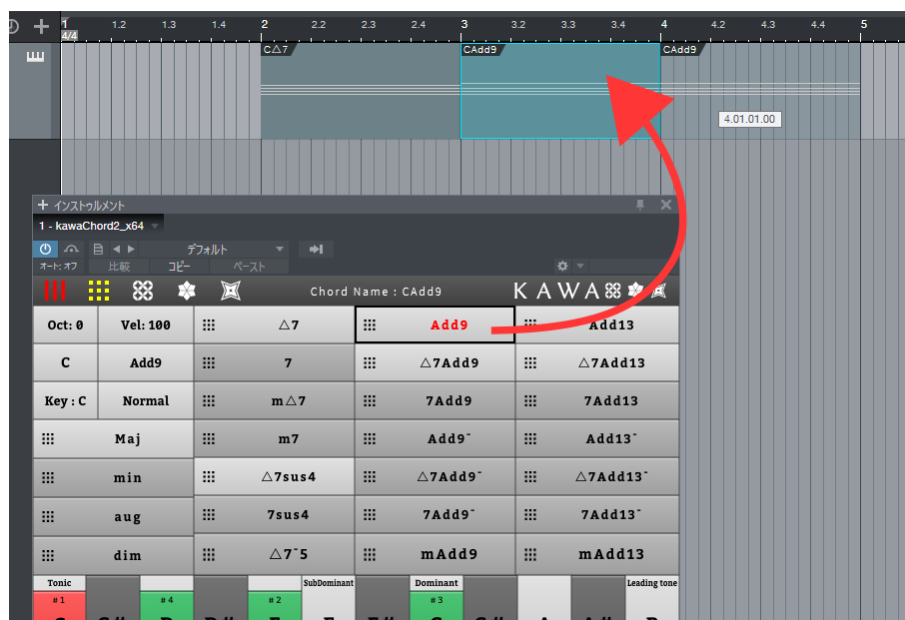 1 1.2 1.3 1.4 2 2.2 2.3 2.4 3 3.2 3.3 3.4 4 4.2 4.3 4.4 5
4/4
C△7 CAdd9 CAdd9
4.01.01.00
インストゥルメント
1 - kawaChord2_x64
デフォルト
オート: オフ 比較 コピー ペースト
Chord Name : CAdd9 KAWA
Oct: 0 Vel: 100 △7 Add9 Add13
C Add9 7 △7Add9 △7Add13
Key : C Normal m△7 7Add9 7Add13
Maj m7 Add9⁻ Add13⁻
min △7sus4 △7Add9⁻ △7Add13⁻
aug 7sus4 7Add9⁻ 7Add13⁻
dim △7⁻5 mAdd9 mAdd13
Tonic SubDominant Dominant Leading tone
#1 #4 #2 #3